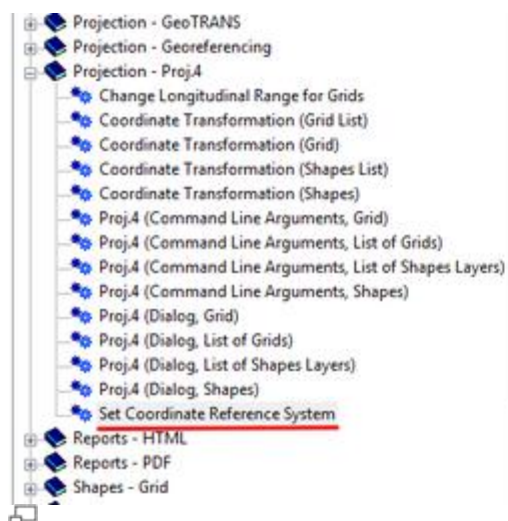 Projection - GeoTRANS
Projection - Georeferencing
Projection - Proj.4
Change Longitudinal Range for Grids
Coordinate Transformation (Grid List)
Coordinate Transformation (Grid)
Coordinate Transformation (Shapes List)
Coordinate Transformation (Shapes)
Proj.4 (Command Line Arguments, Grid)
Proj.4 (Command Line Arguments, List of Grids)
Proj.4 (Command Line Arguments, List of Shapes Layers)
Proj.4 (Command Line Arguments, Shapes)
Proj.4 (Dialog, Grid)
Proj.4 (Dialog, List of Grids)
Proj.4 (Dialog, List of Shapes Layers)
Proj.4 (Dialog, Shapes)
Set Coordinate Reference System
Reports - HTML
Reports - PDF
Shapes - Grid